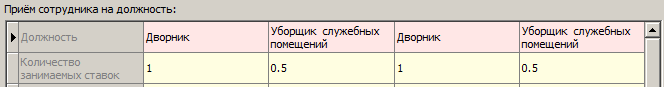 Приём сотрудника на должность:
Должность Дворник Уборщик служебных помещений Дворник Уборщик служебных помещений
Количество занимаемых ставок 1 0.5 1 0.5